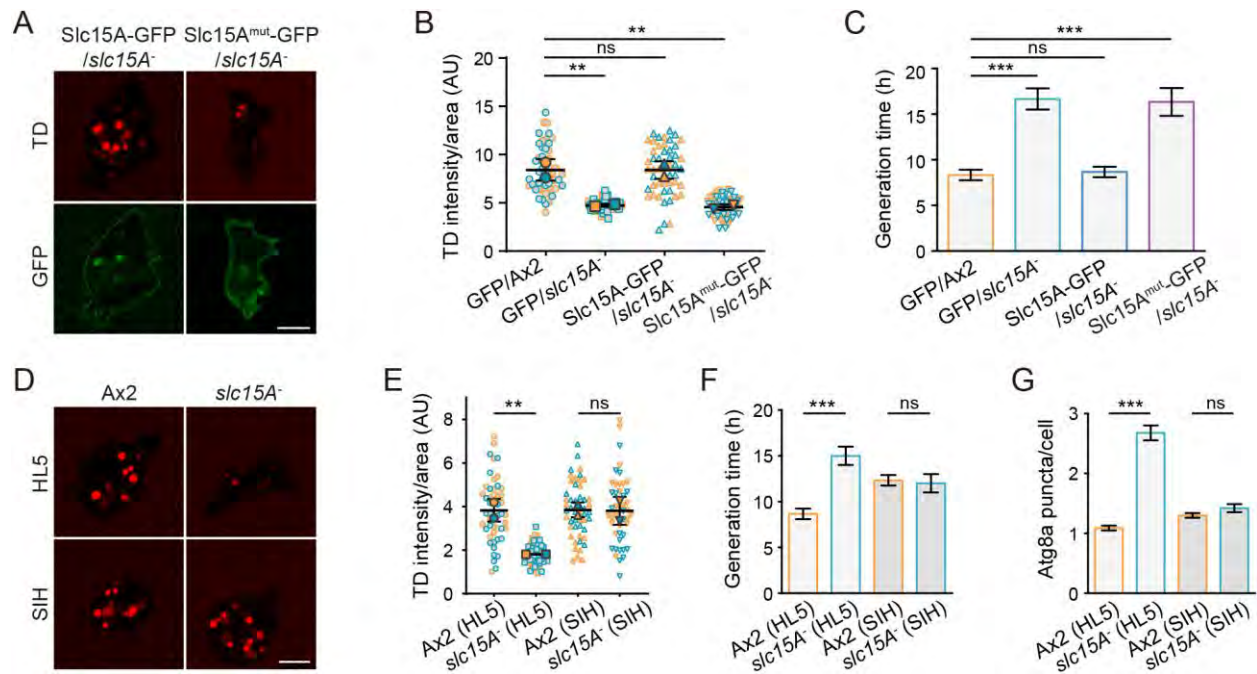 A
Slc15A-GFP
/slc15A-
Slc15Amut-GFP
/slc15A-
TD
GFP
B
TD intensity/area (AU)
20
15
10
5
0
**
ns
**
GFP/Ax2
GFP/slc15A-
Slc15A-GFP
/slc15A-
Slc15Amut-GFP
/slc15A-
C
Generation time (h)
20
15
10
5
0
***
ns
***
GFP/Ax2
GFP/slc15A-
Slc15A-GFP
/slc15A-
Slc15Amut-GFP
/slc15A-
D
Ax2
slc15A-
HL5
SIH
E
TD intensity/area (AU)
8
6
4
2
0
**
ns
Ax2 (HL5)
slc15A- (HL5)
Ax2 (SIH)
slc15A- (SIH)
F
Generation time (h)
20
15
10
5
0
***
ns
Ax2 (HL5)
slc15A- (HL5)
Ax2 (SIH)
slc15A- (SIH)
G
Atg8a puncta/cell
3
2
1
0
***
ns
Ax2 (HL5)
slc15A- (HL5)
Ax2 (SIH)
slc15A- (SIH)